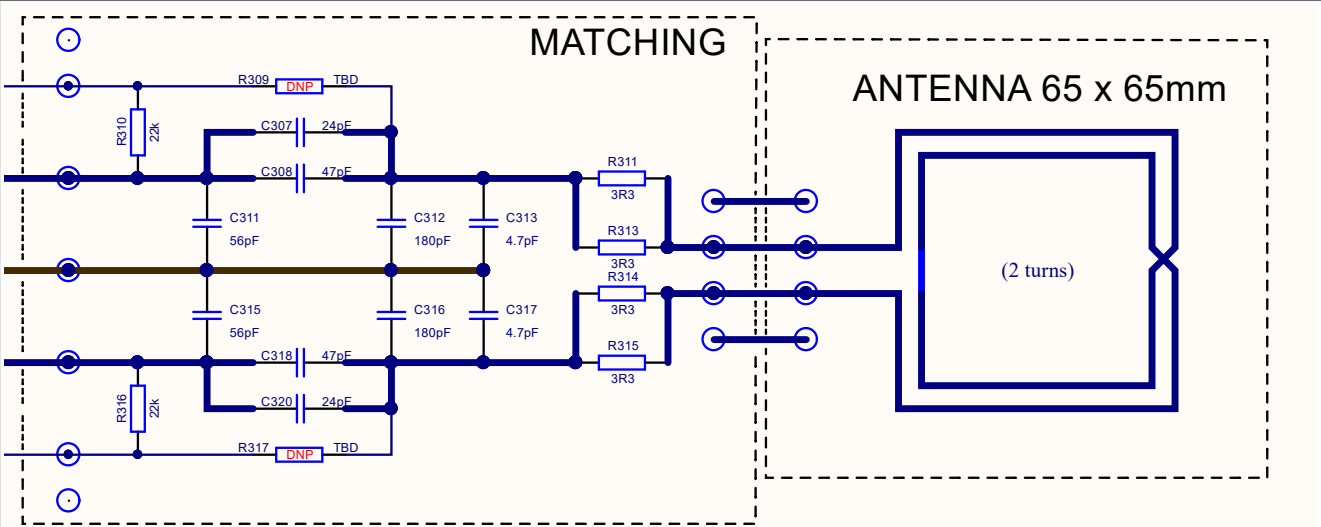 MATCHING
ANTENNA 65 x 65mm
R309 DNP TBD
R310 22k
C307 24pF
C308 47pF
R311
3R3
C311
56pF
C312
180pF
C313
4.7pF
R313
3R3
R314
3R3
(2 turns)
C315
56pF
C316
180pF
C317
4.7pF
C318 47pF
R315
3R3
R316 22k
C320 24pF
R317 DNP TBD